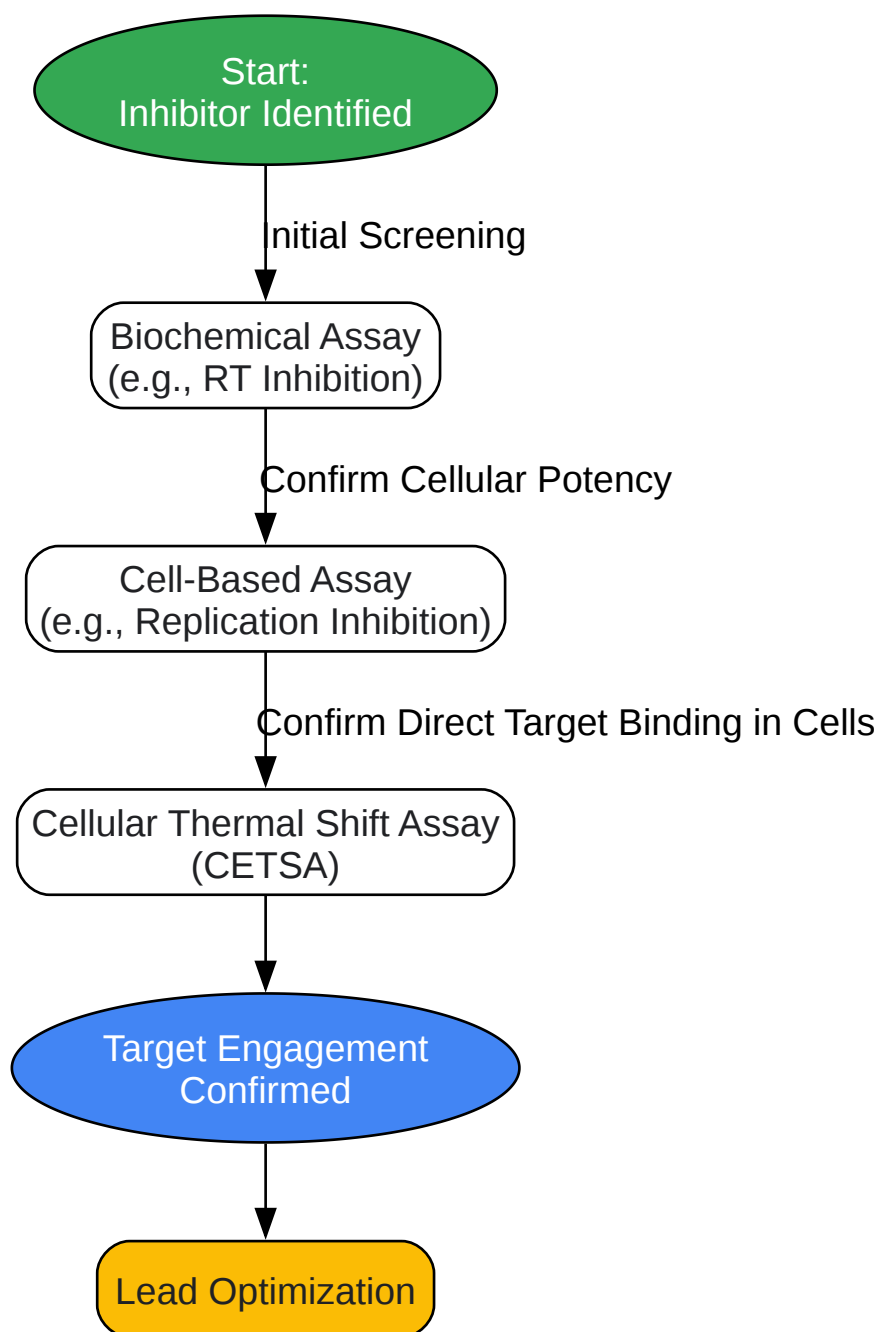 Start:
Inhibitor Identified
Initial Screening
Biochemical Assay
(e.g., RT Inhibition)
Confirm Cellular Potency
Cell-Based Assay
(e.g., Replication Inhibition)
Confirm Direct Target Binding in Cells
Cellular Thermal Shift Assay
(CETSA)
Target Engagement
Confirmed
Lead Optimization